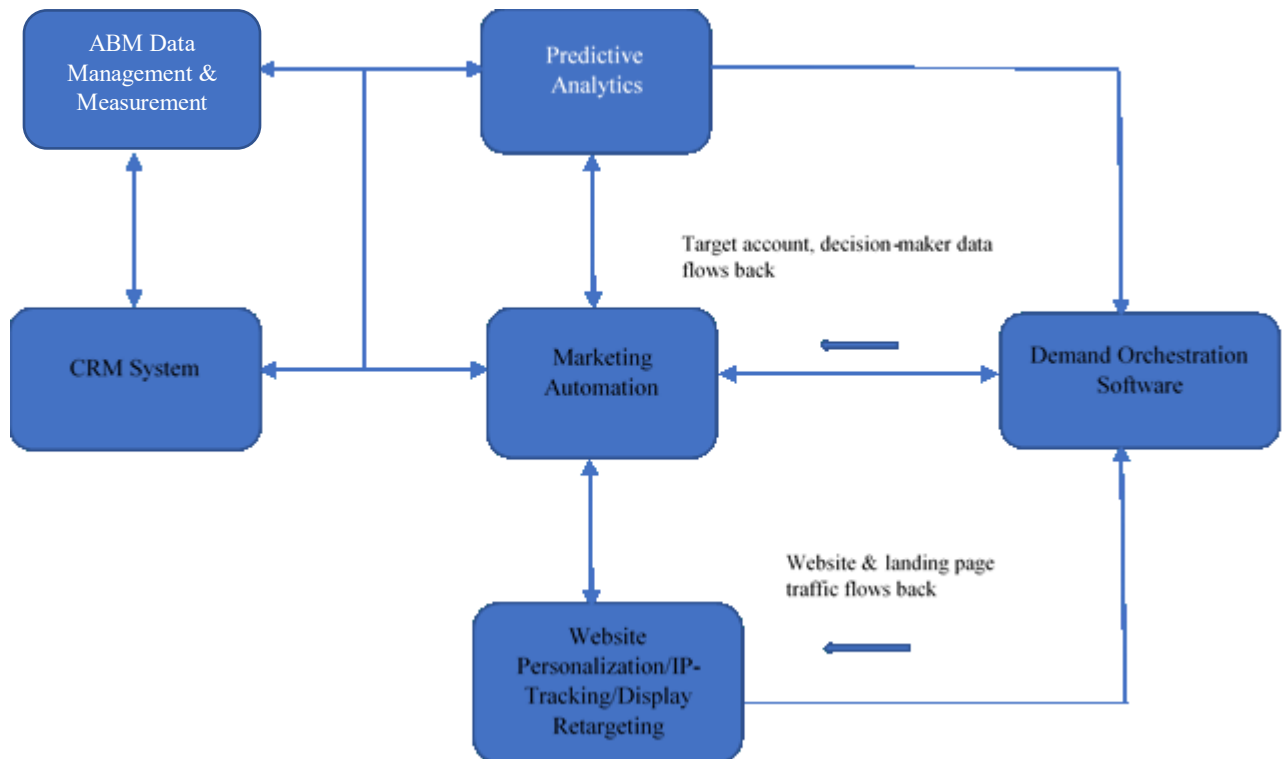 ABM Data
Management &
Measurement
Predictive
Analytics
Target account, decision-maker data
flows back
CRM System
Marketing
Automation
Demand Orchestration
Software
Website & landing page
traffic flows back
Website
Personalization/IP-
Tracking/Display
Retargeting